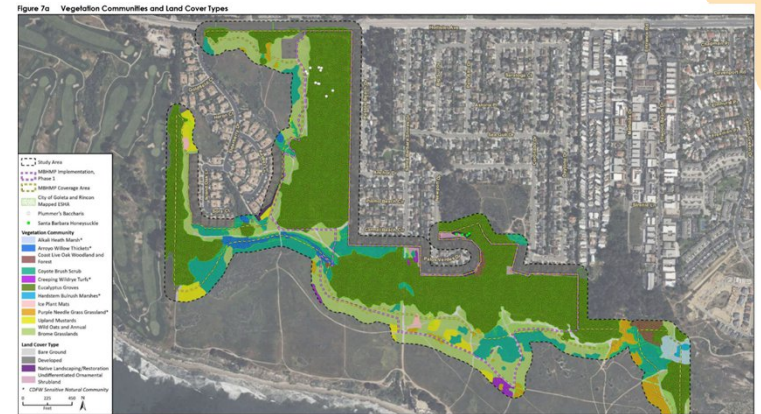 Figure 7a Vegetation Communities and Land Cover Types
Study Area
MBHMP Implementation,
Phase 1
MBHMP Coverage Area
City of Goleta and Rincon
Mapped ESHA
Plummer's Baccharis
Santa Barbara Honeysuckle
Vegetation Community
Alkali Heath Marsh*
Arroyo Willow Thickets*
Coast Live Oak Woodland and
Forest
Coyote Brush Scrub
Creeping Wildrye Turfs*
Eucalyptus Groves
Hardstem Bulrush Marshes*
Ice Plant Mats
Purple Needle Grass Grassland*
Upland Mustards
Wild Oats and Annual
Brome Grasslands
Land Cover Type
Bare Ground
Developed
Native Landscaping/Restoration
Undifferentiated Ornamental
Shrubland
* CDFW Sensitive Natural Community
0 225 450 N
Feet